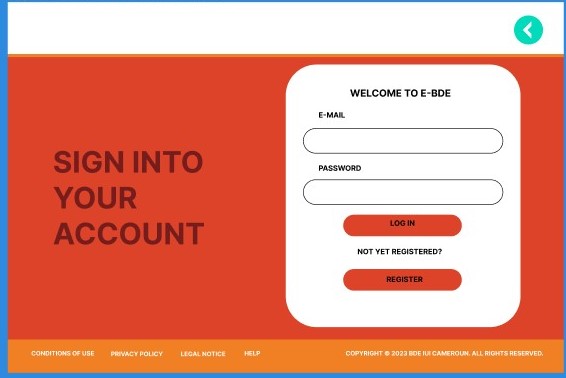 WELCOME TO E-BDE
E-MAIL
SIGN INTO
YOUR
ACCOUNT
PASSWORD
LOG IN
NOT YET REGISTERED?
REGISTER
CONDITIONS OF USE PRIVACY POLICY LEGAL NOTICE HELP COPYRIGHT © 2023 BDE IUI CAMEROUN. ALL RIGHTS RESERVED.